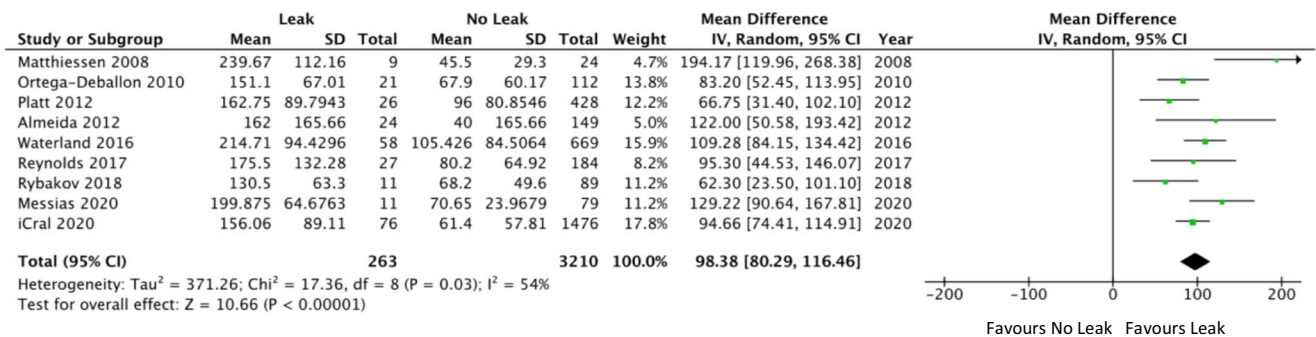 Leak No Leak Mean Difference Mean Difference
Study or Subgroup Mean SD Total Mean SD Total Weight IV, Random, 95% CI Year IV, Random, 95% CI
Matthiessen 2008 239.67 112.16 9 45.5 29.3 24 4.7% 194.17 [119.96, 268.38] 2008
Ortega-Deballon 2010 151.1 67.01 21 67.9 60.17 112 13.8% 83.20 [52.45, 113.95] 2010
Platt 2012 162.75 89.7943 26 96 80.8546 428 12.2% 66.75 [31.40, 102.10] 2012
Almeida 2012 162 165.66 24 40 165.66 149 5.0% 122.00 [50.58, 193.42] 2012
Waterland 2016 214.71 94.4296 58 105.426 84.5064 669 15.9% 109.28 [84.15, 134.42] 2016
Reynolds 2017 175.5 132.28 27 80.2 64.92 184 8.2% 95.30 [44.53, 146.07] 2017
Rybakov 2018 130.5 63.3 11 68.2 49.6 89 11.2% 62.30 [23.50, 101.10] 2018
Messias 2020 199.875 64.6763 11 70.65 23.9679 79 11.2% 129.22 [90.64, 167.81] 2020
iCral 2020 156.06 89.11 76 61.4 57.81 1476 17.8% 94.66 [74.41, 114.91] 2020
Total (95% CI) 263 3210 100.0% 98.38 [80.29, 116.46]
Heterogeneity: Tau² = 371.26; Chi² = 17.36, df = 8 (P = 0.03); I² = 54%
Test for overall effect: Z = 10.66 (P < 0.00001)
-200 -100 0 100 200
Favours No Leak Favours Leak